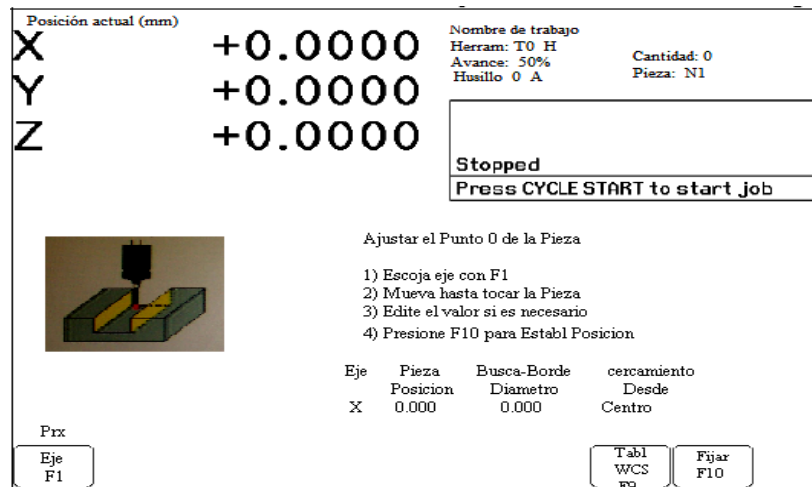 Posición actual (mm)
X +0.0000
Y +0.0000
Z +0.0000
Nombre de trabajo
Herram: T0 H
Avance: 50%
Husillo 0 A
Cantidad: 0
Pieza: N1
Stopped
Press CYCLE START to start job
Ajustar el Punto 0 de la Pieza
1) Escoja eje con F1
2) Mueva hasta tocar la Pieza
3) Edite el valor si es necesario
4) Presione F10 para Establ Posicion
Eje Pieza Busca-Borde cercamiento
Posicion Diametro Desde
X 0.000 0.000 Centro
Prx
Eje
F1
Tabl
WCS
F9
Fijar
F10